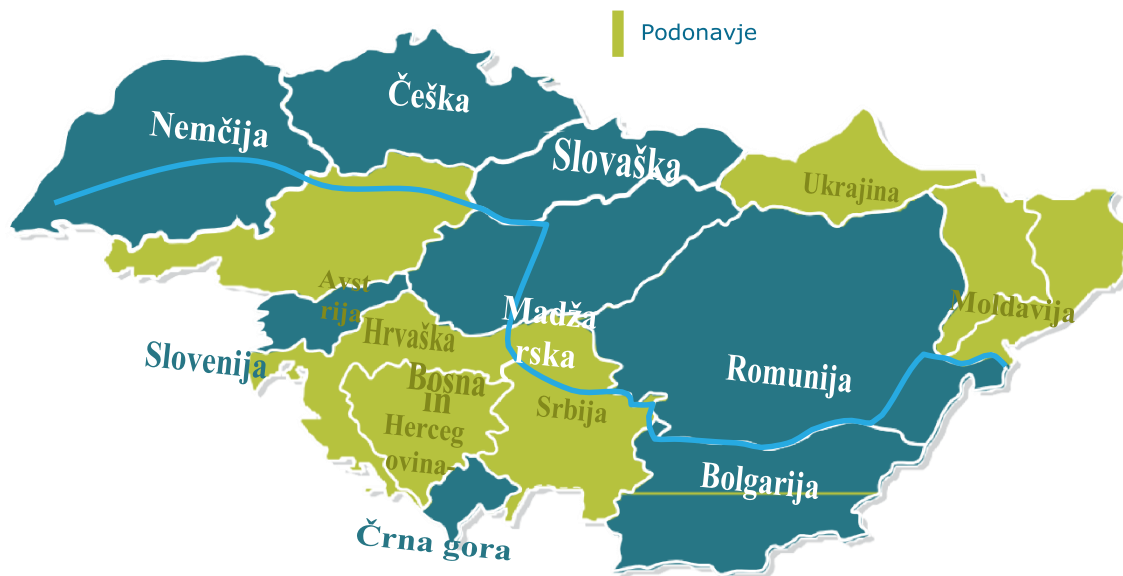 Podonavje
Češka
Nemčija
Slovaška
Ukrajina
Avst
rija
Moldavija
Madža
rska
Hrvaška
Slovenija
Romunija
Bosna
in
Herceg
ovina-
Srbija
Bolgarija
Črna gora